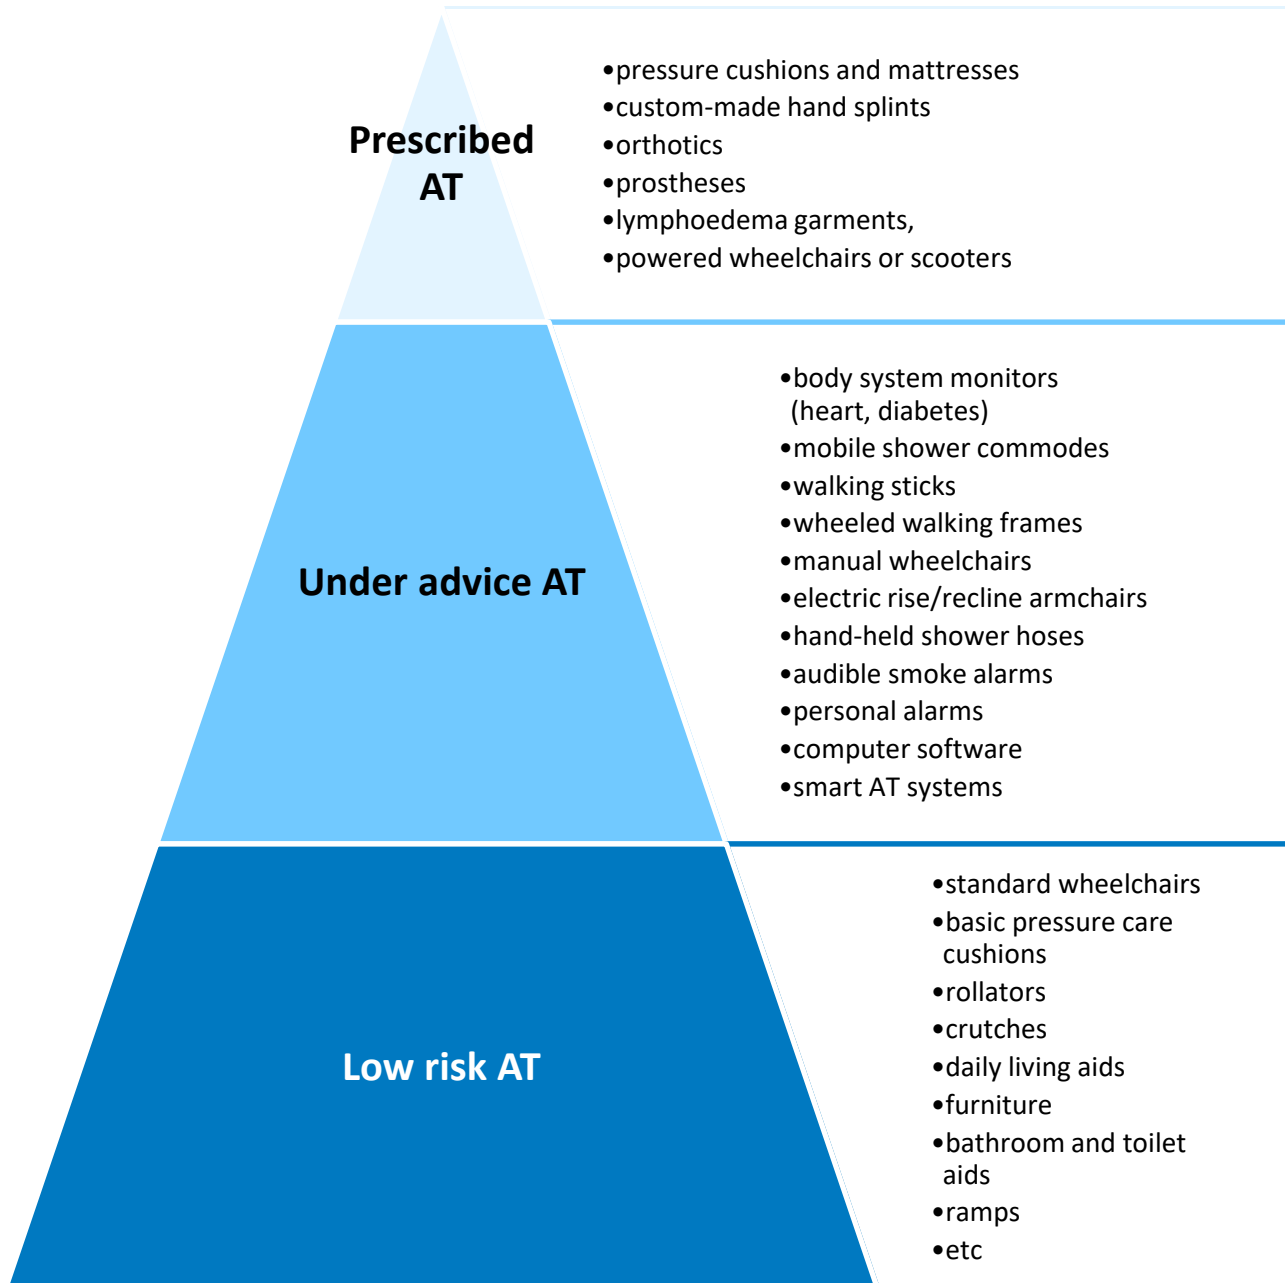 Prescribed
AT
•pressure cushions and mattresses
•custom-made hand splints
•orthotics
•prostheses
•lymphoedema garments,
•powered wheelchairs or scooters
Under advice AT
•body system monitors
(heart, diabetes)
•mobile shower commodes
•walking sticks
•wheeled walking frames
•manual wheelchairs
•electric rise/recline armchairs
•hand-held shower hoses
•audible smoke alarms
•personal alarms
•computer software
•smart AT systems
Low risk AT
•standard wheelchairs
•basic pressure care
cushions
•rollators
•crutches
•daily living aids
•furniture
•bathroom and toilet
aids
•ramps
•etc